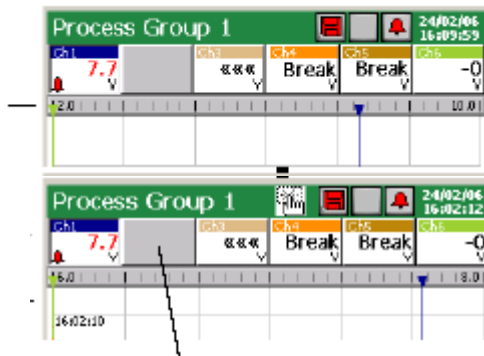 Process Group 1
24/02/06
16:09:59
Ch1
Ch3
Ch4
Ch5
Ch6
7.7
V
«««
V
Break
V
Break
V
-0
V
2.0
10.0
Process Group 1
24/02/06
16:02:12
Ch1
Ch3
Ch4
Ch5
Ch6
7.7
V
«««
V
Break
V
Break
V
-0
V
6.0
8.0
16:02:10